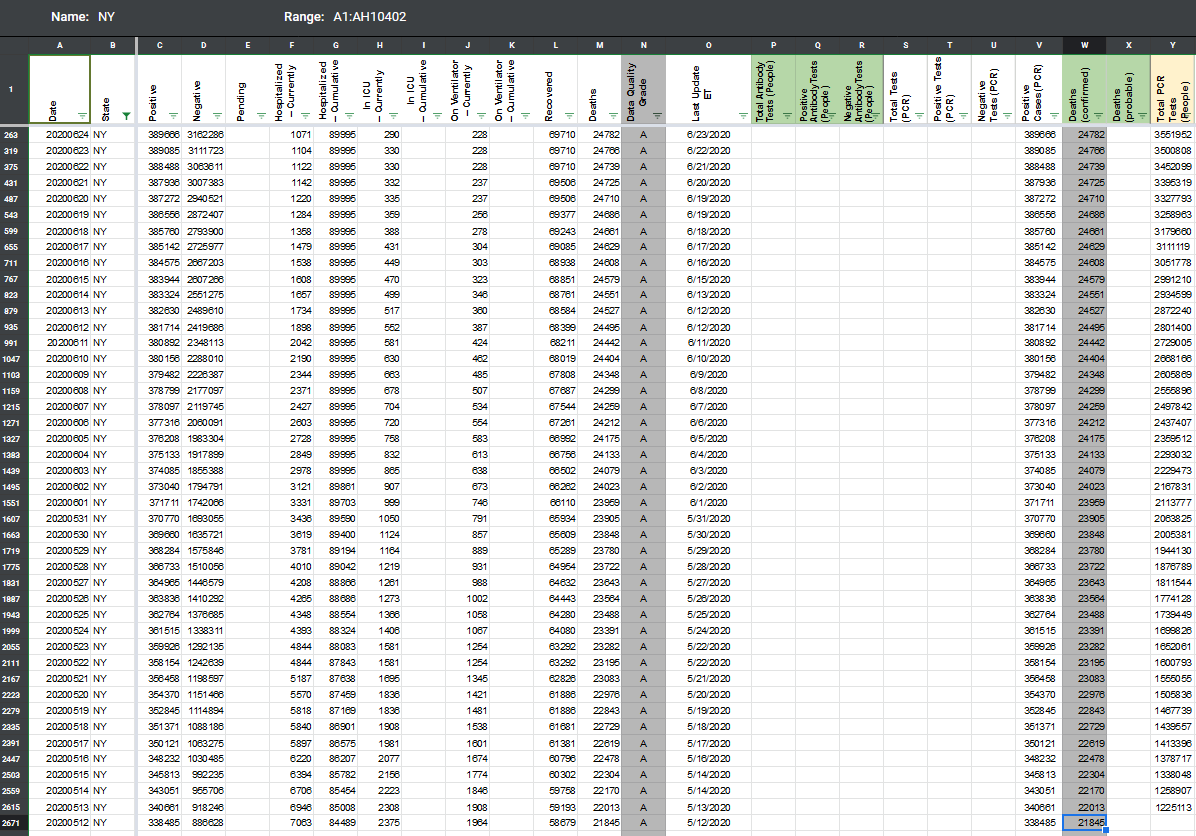 Name: NY Range: A1:AH10402
A B C D E F G H I J K L M N O P Q R S T U V W X Y
1 Date State Positive Negative Pending Hospitalized – Currently Hospitalized – Cumulative In ICU – Currently In ICU – Cumulative On Ventilator – Currently On Ventilator – Cumulative Recovered Deaths Data Quality Grade Last Update ET Total Antibody Tests (People) Positive Antibody Tests (People) Negative Antibody Tests (People) Total Tests (PCR) Positive Tests (PCR) Negative Tests (PCR) Positive Cases (PCR) Deaths (confirmed) Deaths (probable) Total PCR Tests (People)
263 20200624 NY 389666 3162286 1071 89995 290 228 69710 24782 A 6/23/2020 389666 24782 3551952
319 20200623 NY 389085 3111723 1104 89995 330 228 69710 24766 A 6/22/2020 389085 24766 3500808
375 20200622 NY 388488 3063611 1122 89995 330 228 69710 24739 A 6/21/2020 388488 24739 3452099
431 20200621 NY 387936 3007383 1142 89995 332 237 69506 24725 A 6/20/2020 387936 24725 3395319
487 20200620 NY 387272 2940521 1220 89995 335 237 69506 24710 A 6/19/2020 387272 24710 3327793
543 20200619 NY 386556 2872407 1284 89995 359 256 69377 24686 A 6/19/2020 386556 24686 3258963
599 20200618 NY 385760 2793900 1358 89995 388 278 69243 24661 A 6/18/2020 385760 24661 3179660
655 20200617 NY 385142 2725977 1479 89995 431 304 69085 24629 A 6/17/2020 385142 24629 3111119
711 20200616 NY 384575 2667203 1538 89995 449 303 68938 24608 A 6/16/2020 384575 24608 3051778
767 20200615 NY 383944 2607266 1608 89995 470 323 68851 24579 A 6/15/2020 383944 24579 2991210
823 20200614 NY 383324 2551275 1657 89995 499 346 68761 24551 A 6/13/2020 383324 24551 2934599
879 20200613 NY 382630 2489610 1734 89995 517 360 68584 24527 A 6/12/2020 382630 24527 2872240
935 20200612 NY 381714 2419686 1898 89995 552 387 68399 24495 A 6/12/2020 381714 24495 2801400
991 20200611 NY 380892 2348113 2042 89995 581 424 68211 24442 A 6/11/2020 380892 24442 2729005
1047 20200610 NY 380156 2288010 2190 89995 630 462 68019 24404 A 6/10/2020 380156 24404 2668166
1103 20200609 NY 379482 2226387 2344 89995 663 485 67808 24348 A 6/9/2020 379482 24348 2605869
1159 20200608 NY 378799 2177097 2371 89995 678 507 67687 24299 A 6/8/2020 378799 24299 2555896
1215 20200607 NY 378097 2119745 2427 89995 704 534 67544 24259 A 6/7/2020 378097 24259 2497842
1271 20200606 NY 377316 2060091 2603 89995 720 554 67261 24212 A 6/6/2020 377316 24212 2437407
1327 20200605 NY 376208 1983304 2728 89995 758 583 66992 24175 A 6/5/2020 376208 24175 2359512
1383 20200604 NY 375133 1917899 2849 89995 832 613 66756 24133 A 6/4/2020 375133 24133 2293032
1439 20200603 NY 374085 1855388 2978 89995 865 638 66502 24079 A 6/3/2020 374085 24079 2229473
1495 20200602 NY 373040 1794791 3121 89861 907 673 66262 24023 A 6/2/2020 373040 24023 2167831
1551 20200601 NY 371711 1742066 3331 89703 999 746 66110 23959 A 6/1/2020 371711 23959 2113777
1607 20200531 NY 370770 1693055 3436 89590 1050 791 65934 23905 A 5/31/2020 370770 23905 2063825
1663 20200530 NY 369660 1635721 3619 89400 1124 857 65609 23848 A 5/30/2020 369660 23848 2005381
1719 20200529 NY 368284 1575846 3781 89194 1164 889 65289 23780 A 5/29/2020 368284 23780 1944130
1775 20200528 NY 366733 1510056 4010 89042 1219 931 64954 23722 A 5/28/2020 366733 23722 1876789
1831 20200527 NY 364965 1446579 4208 88866 1261 988 64632 23643 A 5/27/2020 364965 23643 1811544
1887 20200526 NY 363836 1410292 4265 88686 1273 1002 64443 23564 A 5/26/2020 363836 23564 1774128
1943 20200525 NY 362764 1376685 4348 88554 1366 1058 64280 23488 A 5/25/2020 362764 23488 1739449
1999 20200524 NY 361515 1338311 4393 88324 1406 1067 64080 23391 A 5/24/2020 361515 23391 1699826
2055 20200523 NY 359926 1292135 4844 88083 1581 1254 63292 23282 A 5/22/2020 359926 23282 1652061
2111 20200522 NY 358154 1242639 4844 87843 1581 1254 63292 23195 A 5/22/2020 358154 23195 1600793
2167 20200521 NY 356458 1198597 5187 87638 1695 1345 62826 23083 A 5/21/2020 356458 23083 1555055
2223 20200520 NY 354370 1151466 5570 87459 1836 1421 61886 22976 A 5/20/2020 354370 22976 1505836
2279 20200519 NY 352845 1114894 5818 87169 1836 1481 61886 22843 A 5/19/2020 352845 22843 1467739
2335 20200518 NY 351371 1088186 5840 86901 1908 1538 61681 22729 A 5/18/2020 351371 22729 1439557
2391 20200517 NY 350121 1063275 5897 86575 1981 1601 61381 22619 A 5/17/2020 350121 22619 1413396
2447 20200516 NY 348232 1030485 6220 86207 2077 1674 60796 22478 A 5/16/2020 348232 22478 1378717
2503 20200515 NY 345813 992235 6394 85782 2156 1774 60302 22304 A 5/14/2020 345813 22304 1338048
2559 20200514 NY 343051 955706 6706 85454 2223 1846 59758 22170 A 5/14/2020 343051 22170 1258907
2615 20200513 NY 340661 918246 6946 85008 2308 1908 59193 22013 A 5/13/2020 340661 22013 1225113
2671 20200512 NY 338485 886628 7063 84489 2375 1964 58679 21845 A 5/12/2020 338485 21845